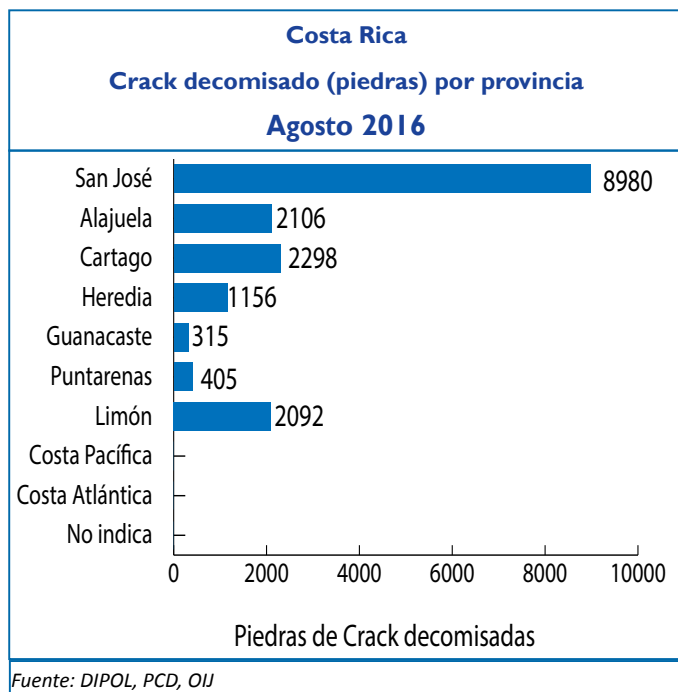 Costa Rica
Crack decomisado (piedras) por provincia
Agosto 2016
San José 8980
Alajuela 2106
Cartago 2298
Heredia 1156
Guanacaste 315
Puntarenas 405
Limón 2092
Costa Pacífica
Costa Atlántica
No indica
0 2000 4000 6000 8000 10000
Piedras de Crack decomisadas
Fuente: DIPOL, PCD, OIJ